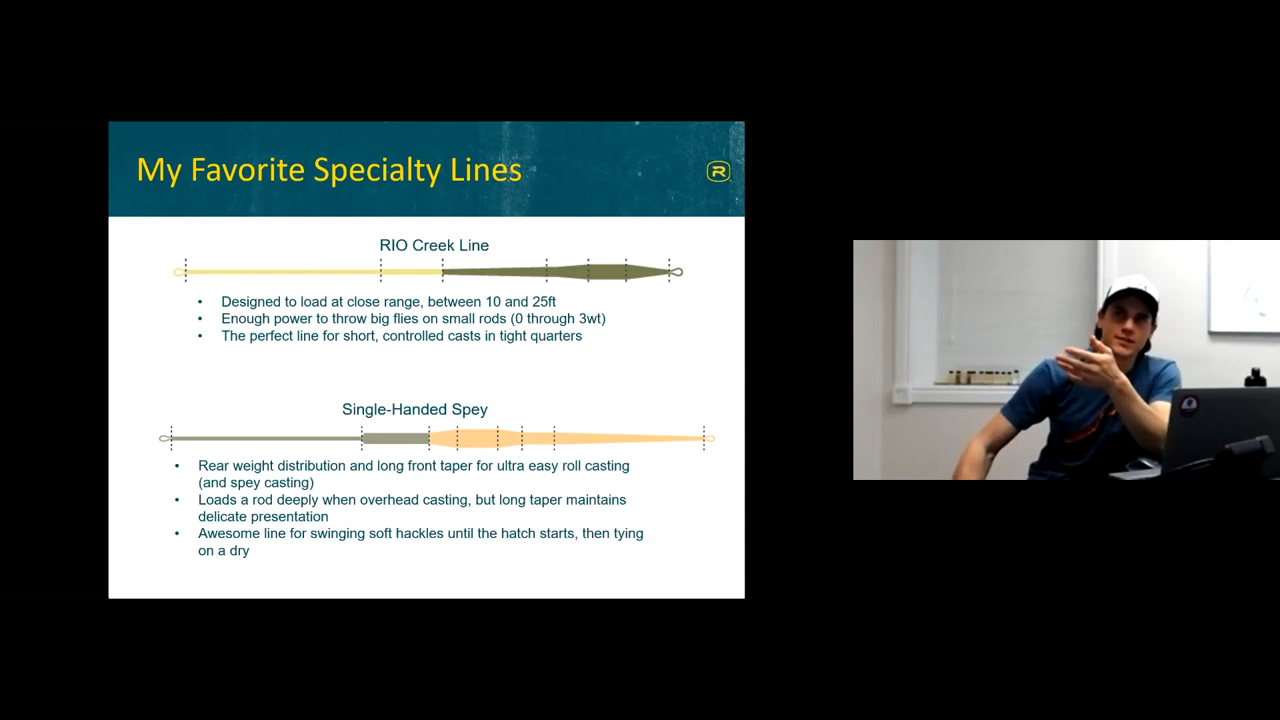 My Favorite Specialty Lines
R
RIO Creek Line
• Designed to load at close range, between 10 and 25ft
• Enough power to throw big flies on small rods (0 through 3wt)
• The perfect line for short, controlled casts in tight quarters
Single-Handed Spey
• Rear weight distribution and long front taper for ultra easy roll casting
(and spey casting)
• Loads a rod deeply when overhead casting, but long taper maintains
delicate presentation
• Awesome line for swinging soft hackles until the hatch starts, then tying
on a dry